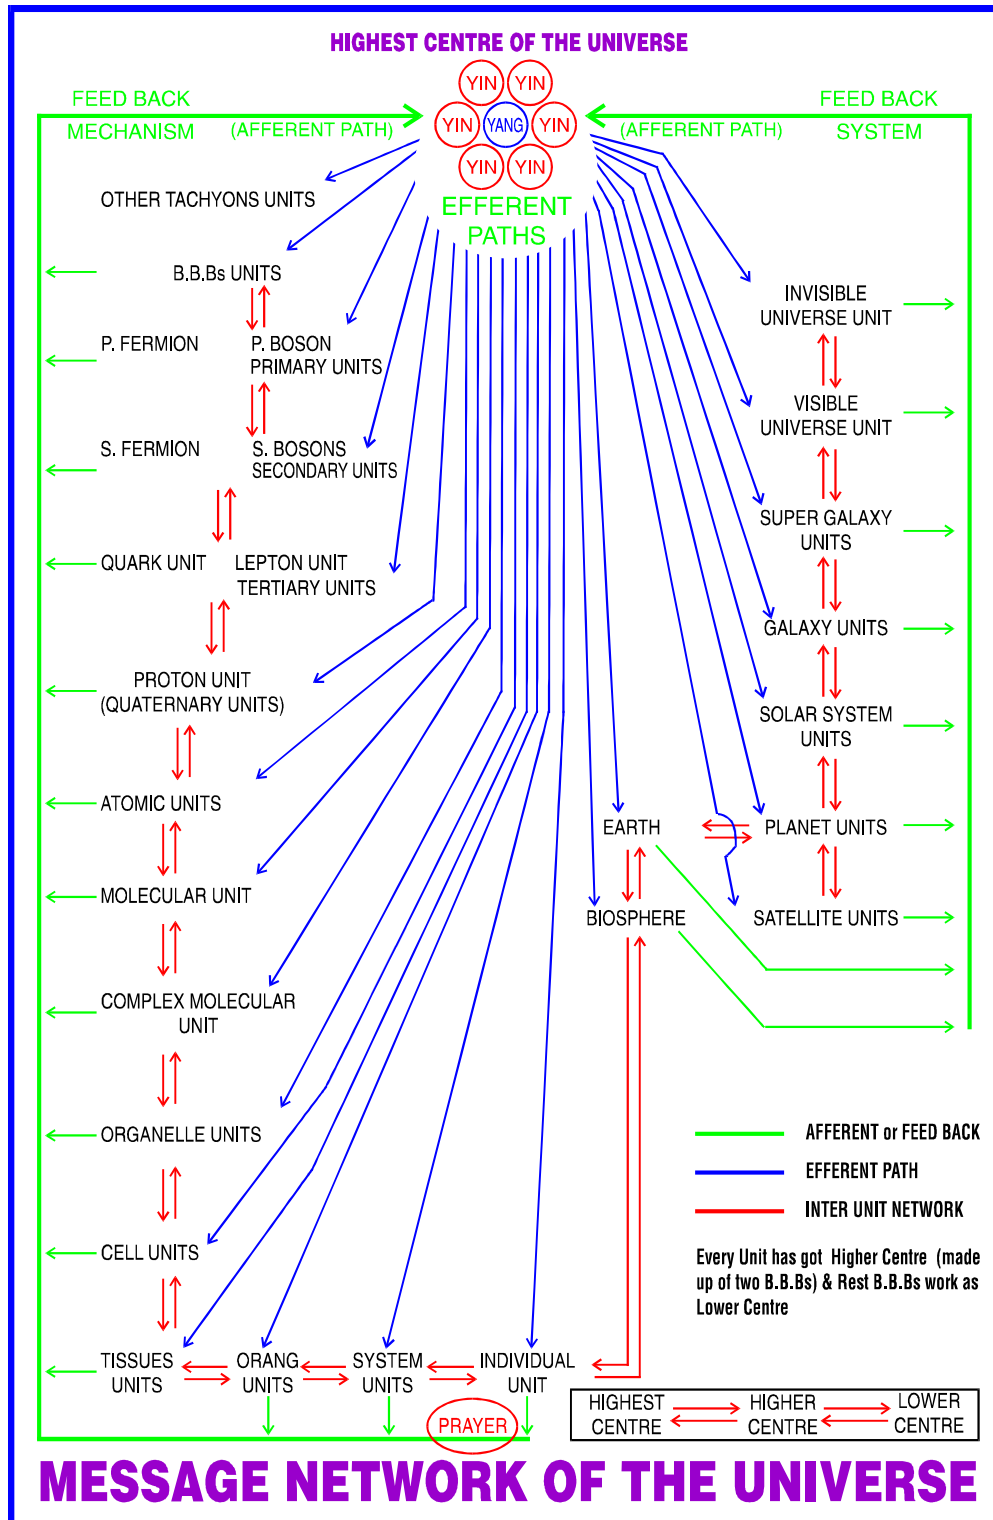 HIGHEST CENTRE OF THE UNIVERSE
YIN YIN
YIN YANG YIN
YIN YIN
FEED BACK
MECHANISM (AFFERENT PATH)
FEED BACK
(AFFERENT PATH) SYSTEM
EFFERENT
PATHS
OTHER TACHYONS UNITS
B.B.Bs UNITS
P. FERMION P. BOSON
PRIMARY UNITS
S. FERMION S. BOSONS
SECONDARY UNITS
QUARK UNIT LEPTON UNIT
TERTIARY UNITS
PROTON UNIT
(QUATERNARY UNITS)
ATOMIC UNITS
MOLECULAR UNIT
COMPLEX MOLECULAR
UNIT
ORGANELLE UNITS
CELL UNITS
TISSUES
UNITS
ORANG
UNITS
SYSTEM
UNITS
INDIVIDUAL
UNIT
PRAYER
INVISIBLE
UNIVERSE UNIT
VISIBLE
UNIVERSE UNIT
SUPER GALAXY
UNITS
GALAXY UNITS
SOLAR SYSTEM
UNITS
EARTH
PLANET UNITS
BIOSPHERE
SATELLITE UNITS
AFFERENT or FEED BACK
EFFERENT PATH
INTER UNIT NETWORK
Every Unit has got Higher Centre (made
up of two B.B.Bs) & Rest B.B.Bs work as
Lower Centre
HIGHEST HIGHER LOWER
CENTRE CENTRE CENTRE
MESSAGE NETWORK OF THE UNIVERSE